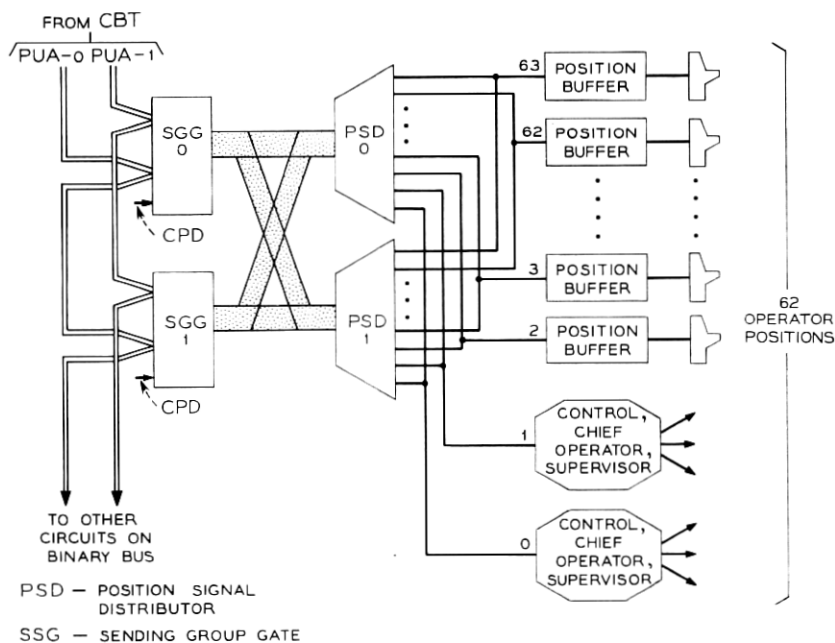 FROM CBT
PUA-0 PUA-1
SGG
0
CPD
SGG
1
CPD
PSD
0
PSD
1
63
POSITION
BUFFER
62
POSITION
BUFFER
3
POSITION
BUFFER
2
POSITION
BUFFER
1
CONTROL,
CHIEF
OPERATOR,
SUPERVISOR
0
CONTROL,
CHIEF
OPERATOR,
SUPERVISOR
62
OPERATOR
POSITIONS
TO OTHER
CIRCUITS ON
BINARY BUS
PSD — POSITION SIGNAL
DISTRIBUTOR
SSG — SENDING GROUP GATE